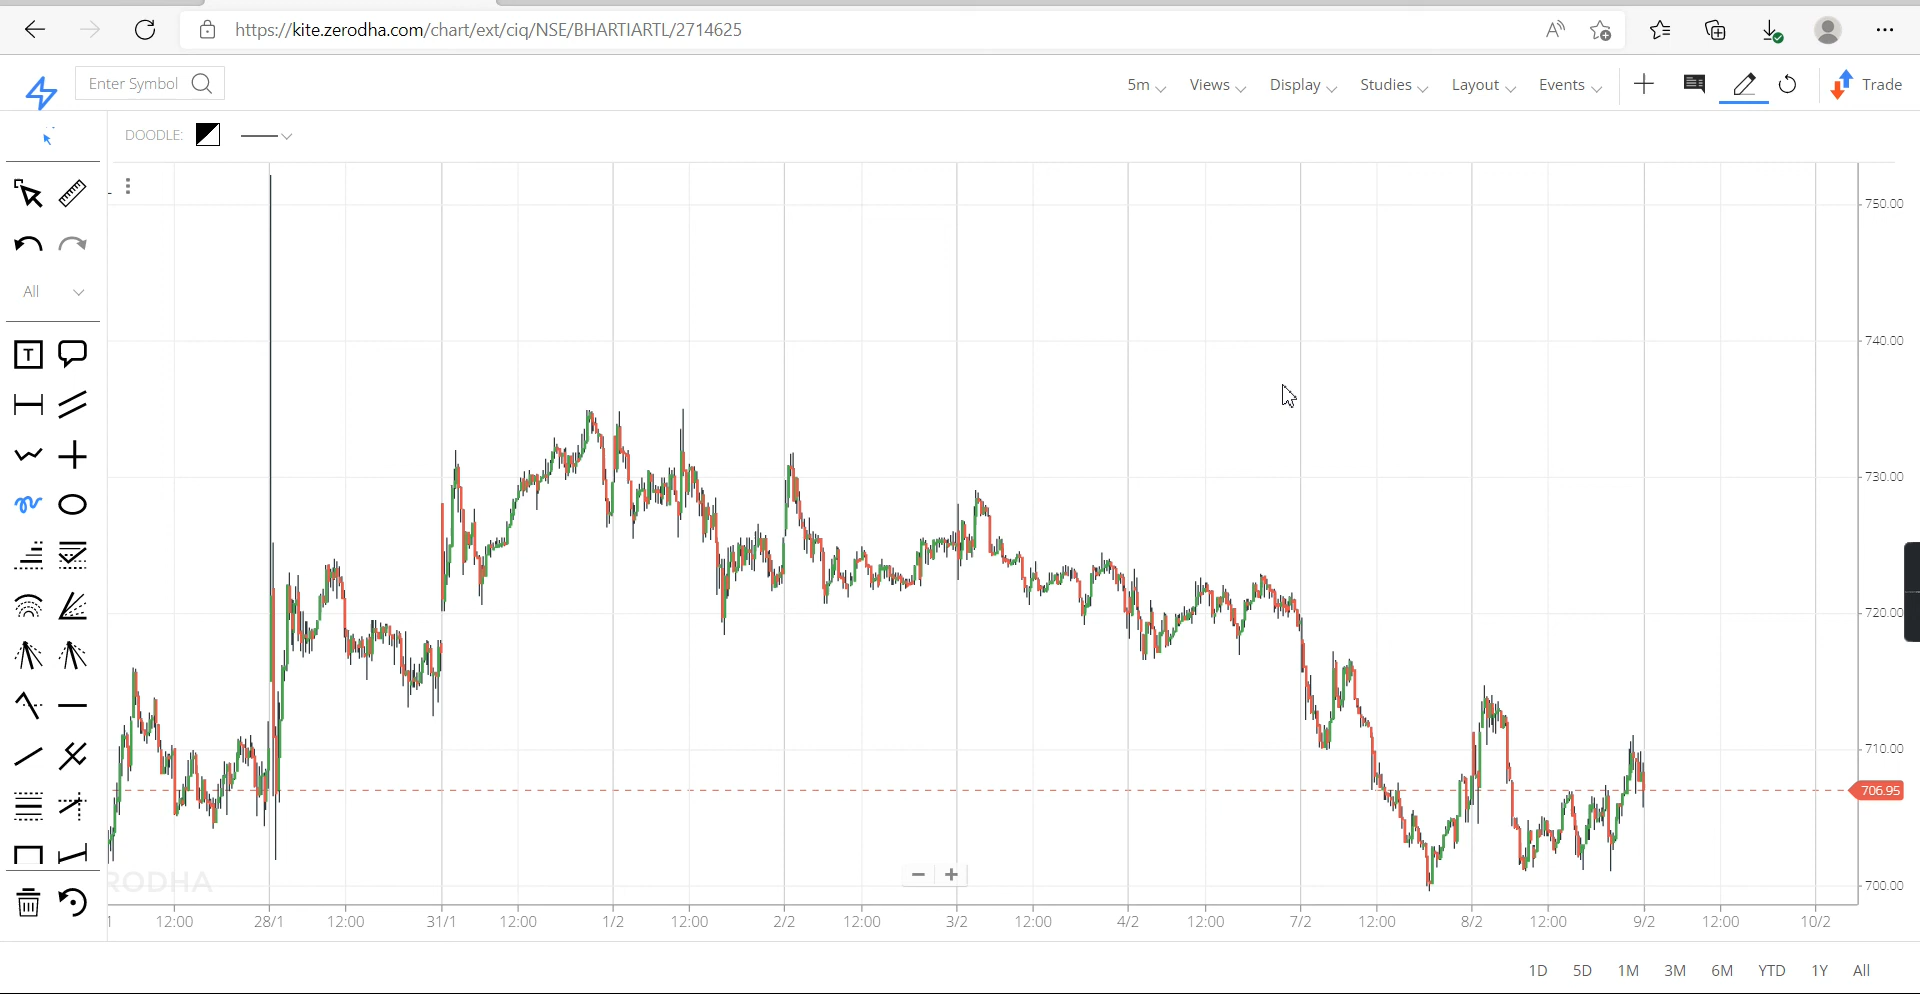 https://kite.zerodha.com/chart/ext/ciq/NSE/BHARTIARTL/2714625
Enter Symbol
5m Views Display Studies Layout Events Trade
DOODLE:
All
T
750.00
740.00
730.00
720.00
710.00
706.95
700.00
RODHA
12:00 28/1 12:00 31/1 12:00 1/2 12:00 2/2 12:00 3/2 12:00 4/2 12:00 7/2 12:00 8/2 12:00 9/2 12:00 10/2
1D 5D 1M 3M 6M YTD 1Y All